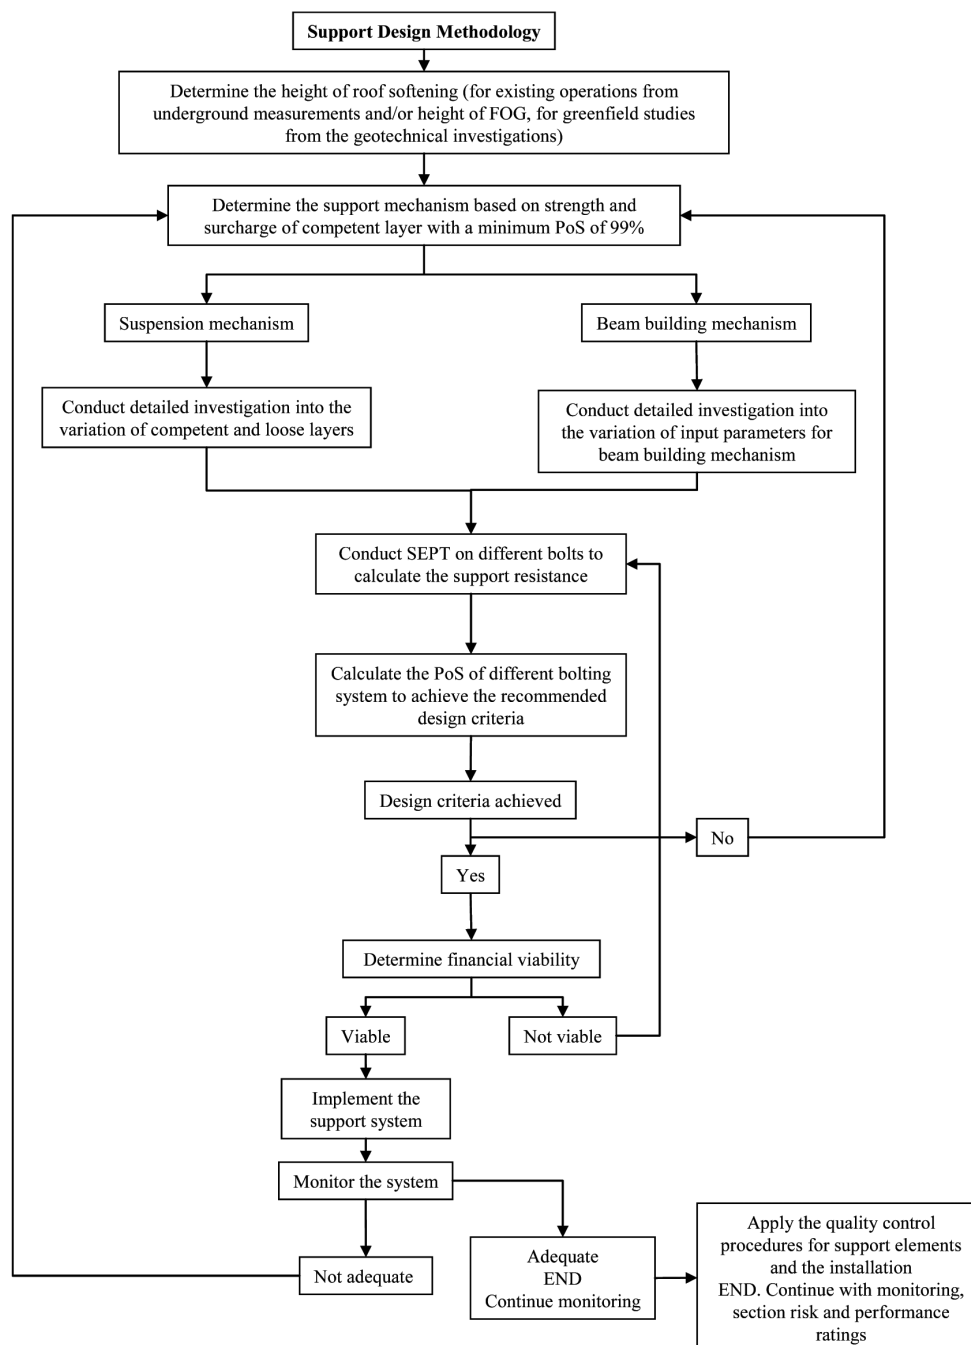 Support Design Methodology
Determine the height of roof softening (for existing operations from
underground measurements and/or height of FOG, for greenfield studies
from the geotechnical investigations)
Determine the support mechanism based on strength and
surcharge of competent layer with a minimum PoS of 99%
Suspension mechanism
Beam building mechanism
Conduct detailed investigation into the
variation of competent and loose layers
Conduct detailed investigation into
the variation of input parameters for
beam building mechanism
Conduct SEPT on different bolts to
calculate the support resistance
Calculate the PoS of different bolting
system to achieve the recommended
design criteria
Design criteria achieved
No
Yes
Determine financial viability
Viable
Not viable
Implement the
support system
Monitor the system
Not adequate
Adequate
END
Continue monitoring
Apply the quality control
procedures for support elements
and the installation
END. Continue with monitoring,
section risk and performance
ratings